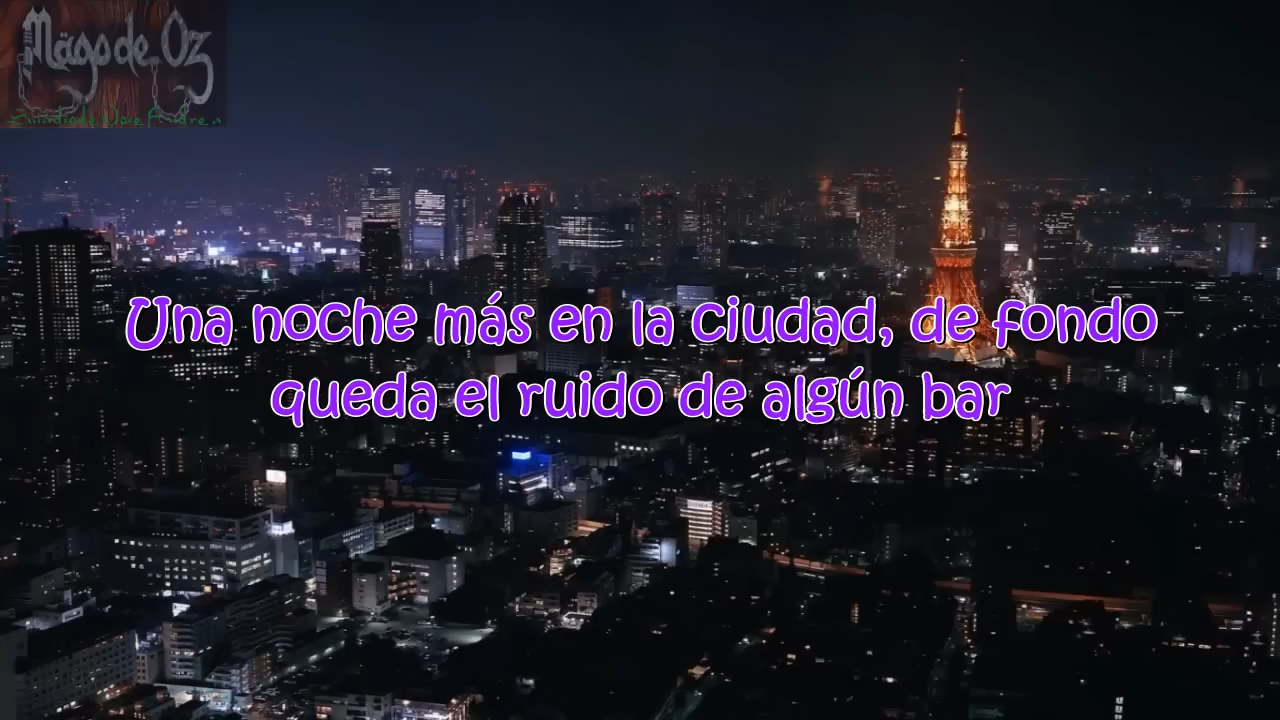 Mägo de Oz
Una noche más en la ciudad, de fondo
queda el ruido de algún bar